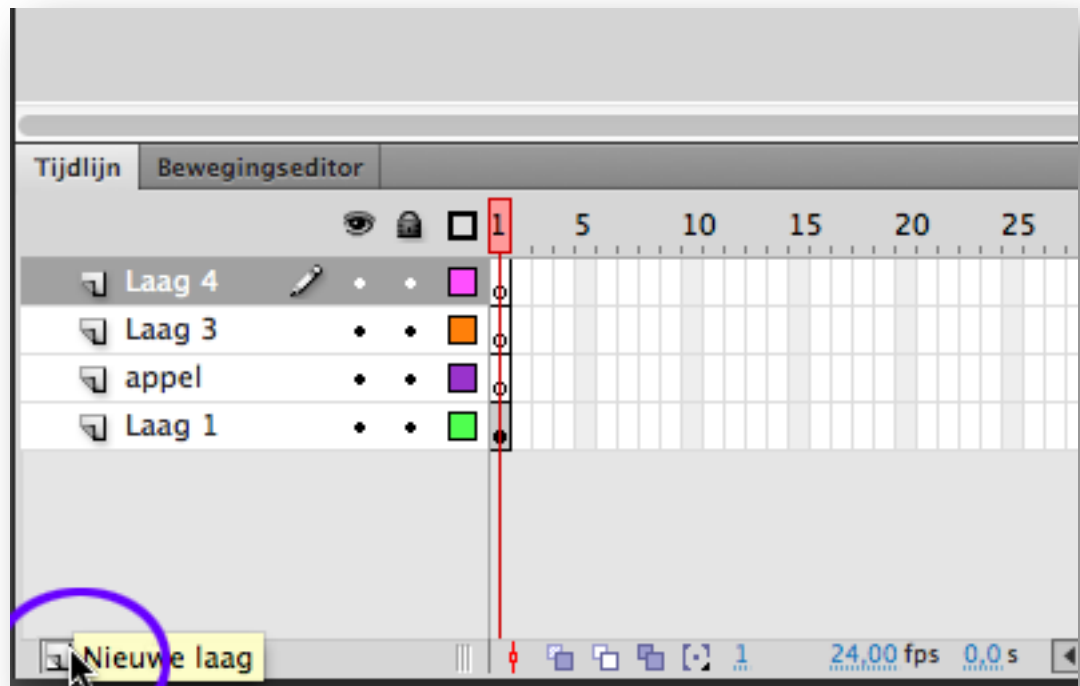 Tijdlijn Bewegingseditor
1 5 10 15 20 25
Laag 4
Laag 3
appel
Laag 1
Nieuwe laag 1 24,00 fps 0,0 s